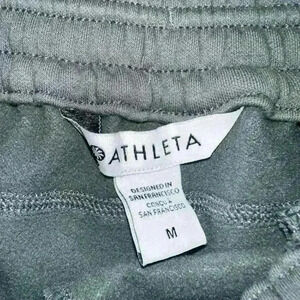 ATHLETA
DESIGNED IN
SAN FRANCISCO
CONÇU À
SAN FRANCISCO
M